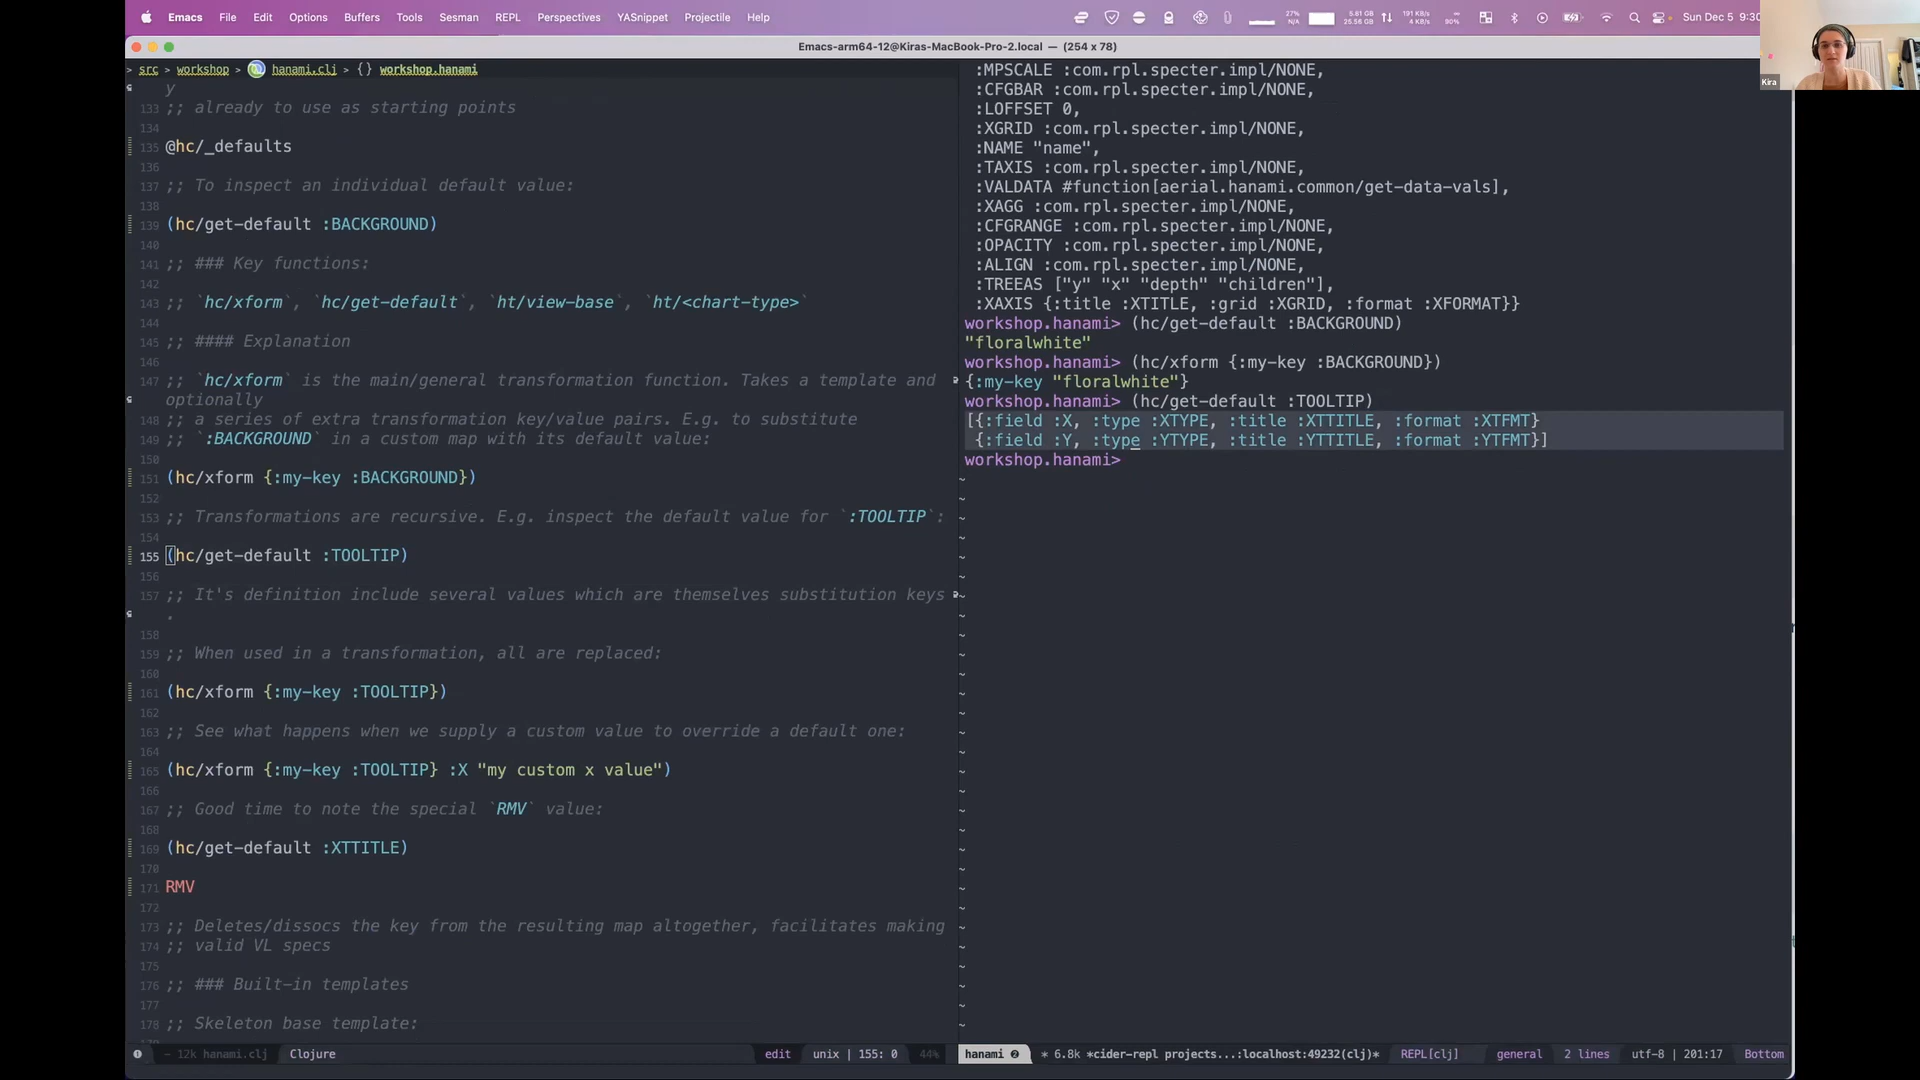 Emacs File Edit Options Buffers Tools Sesman REPL Perspectives YASnippet Projectile Help
27%
N/A
5.61 GB
25.56 GB
191 KB/s
4 KB/s
90%
Sun Dec 5 9:30
Kira
Emacs-arm64-12@Kiras-MacBook-Pro-2.local — (254 x 78)
> src > workshop > hanami.clj > {} workshop.hanami
y
133 ;; already to use as starting points
134
135 @hc/_defaults
136
137 ;; To inspect an individual default value:
138
139 (hc/get-default :BACKGROUND)
140
141 ;; ### Key functions:
142
143 ;; `hc/xform`, `hc/get-default`, `ht/view-base`, `ht/<chart-type>`
144
145 ;; #### Explanation
146
147 ;; `hc/xform` is the main/general transformation function. Takes a template and
optionally
148 ;; a series of extra transformation key/value pairs. E.g. to substitute
149 ;; `:BACKGROUND` in a custom map with its default value:
150
151 (hc/xform {:my-key :BACKGROUND})
152
153 ;; Transformations are recursive. E.g. inspect the default value for `:TOOLTIP`:
154
155 (hc/get-default :TOOLTIP)
156
157 ;; It's definition include several values which are themselves substitution keys
.
158
159 ;; When used in a transformation, all are replaced:
160
161 (hc/xform {:my-key :TOOLTIP})
162
163 ;; See what happens when we supply a custom value to override a default one:
164
165 (hc/xform {:my-key :TOOLTIP} :X "my custom x value")
166
167 ;; Good time to note the special `RMV` value:
168
169 (hc/get-default :XTTITLE)
170
171 RMV
172
173 ;; Deletes/dissocs the key from the resulting map altogether, facilitates making
174 ;; valid VL specs
175
176 ;; ### Built-in templates
177
178 ;; Skeleton base template:
:MPSCALE :com.rpl.specter.impl/NONE,
:CFGBAR :com.rpl.specter.impl/NONE,
:LOFFSET 0,
:XGRID :com.rpl.specter.impl/NONE,
:NAME "name",
:TAXIS :com.rpl.specter.impl/NONE,
:VALDATA #function[aerial.hanami.common/get-data-vals],
:XAGG :com.rpl.specter.impl/NONE,
:CFGRANGE :com.rpl.specter.impl/NONE,
:OPACITY :com.rpl.specter.impl/NONE,
:ALIGN :com.rpl.specter.impl/NONE,
:TREEAS ["y" "x" "depth" "children"],
:XAXIS {:title :XTITLE, :grid :XGRID, :format :XFORMAT}}
workshop.hanami> (hc/get-default :BACKGROUND)
"floralwhite"
workshop.hanami> (hc/xform {:my-key :BACKGROUND})
{:my-key "floralwhite"}
workshop.hanami> (hc/get-default :TOOLTIP)
[{:field :X, :type :XTYPE, :title :XTTITLE, :format :XTFMT}
{:field :Y, :type :YTYPE, :title :YTTITLE, :format :YTFMT}]
workshop.hanami>
~ 12k hanami.clj Clojure edit unix | 155: 0 44%
hanami 2 * 6.8k *cider-repl projects...:localhost:49232(clj)* REPL[clj] general 2 lines utf-8 | 201:17 Bottom